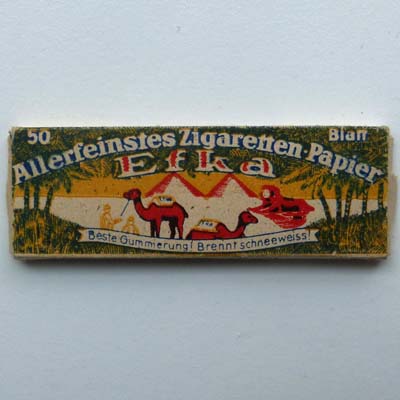 50 Blatt
Allerfeinstes Zigaretten Papier
Efka
Beste Gummierung! Brennt schneeweiss!